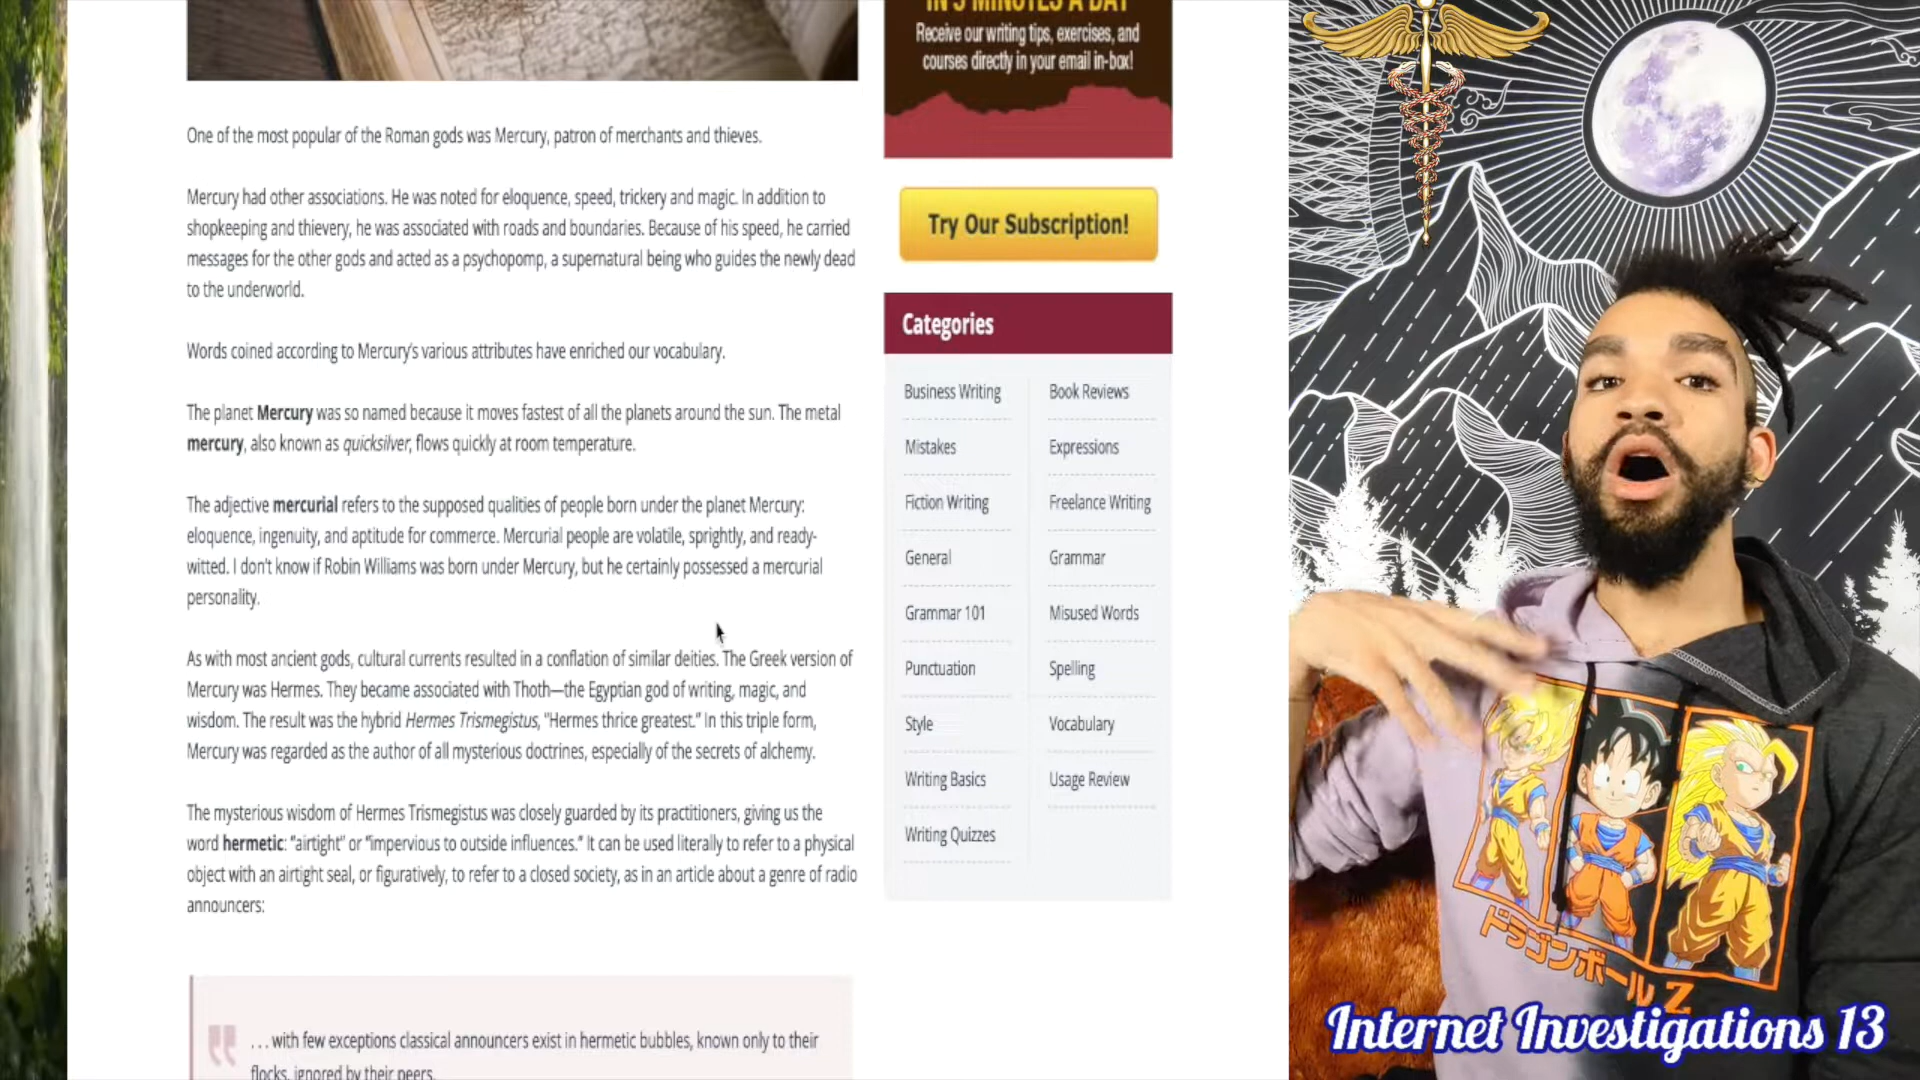 IN 5 MINUTES A DAY
Receive our writing tips, exercises, and
courses directly in your email in-box!
Try Our Subscription!
One of the most popular of the Roman gods was Mercury, patron of merchants and thieves.
Mercury had other associations. He was noted for eloquence, speed, trickery and magic. In addition to
shopkeeping and thievery, he was associated with roads and boundaries. Because of his speed, he carried
messages for the other gods and acted as a psychopomp, a supernatural being who guides the newly dead
to the underworld.
Words coined according to Mercury's various attributes have enriched our vocabulary.
The planet Mercury was so named because it moves fastest of all the planets around the sun. The metal
mercury, also known as quicksilver, flows quickly at room temperature.
The adjective mercurial refers to the supposed qualities of people born under the planet Mercury:
eloquence, ingenuity, and aptitude for commerce. Mercurial people are volatile, sprightly, and ready-
witted. I don't know if Robin Williams was born under Mercury, but he certainly possessed a mercurial
personality.
As with most ancient gods, cultural currents resulted in a conflation of similar deities. The Greek version of
Mercury was Hermes. They became associated with Thoth—the Egyptian god of writing, magic, and
wisdom. The result was the hybrid Hermes Trismegistus, "Hermes thrice greatest." In this triple form,
Mercury was regarded as the author of all mysterious doctrines, especially of the secrets of alchemy.
The mysterious wisdom of Hermes Trismegistus was closely guarded by its practitioners, giving us the
word hermetic: "airtight" or "impervious to outside influences." It can be used literally to refer to a physical
object with an airtight seal, or figuratively, to refer to a closed society, as in an article about a genre of radio
announcers:
. . . with few exceptions classical announcers exist in hermetic bubbles, known only to their
flocks, ignored by their peers.
Categories
Business Writing
Book Reviews
Mistakes
Expressions
Fiction Writing
Freelance Writing
General
Grammar
Grammar 101
Misused Words
Punctuation
Spelling
Style
Vocabulary
Writing Basics
Usage Review
Writing Quizzes
ドラゴンボールZ
Internet Investigations 13